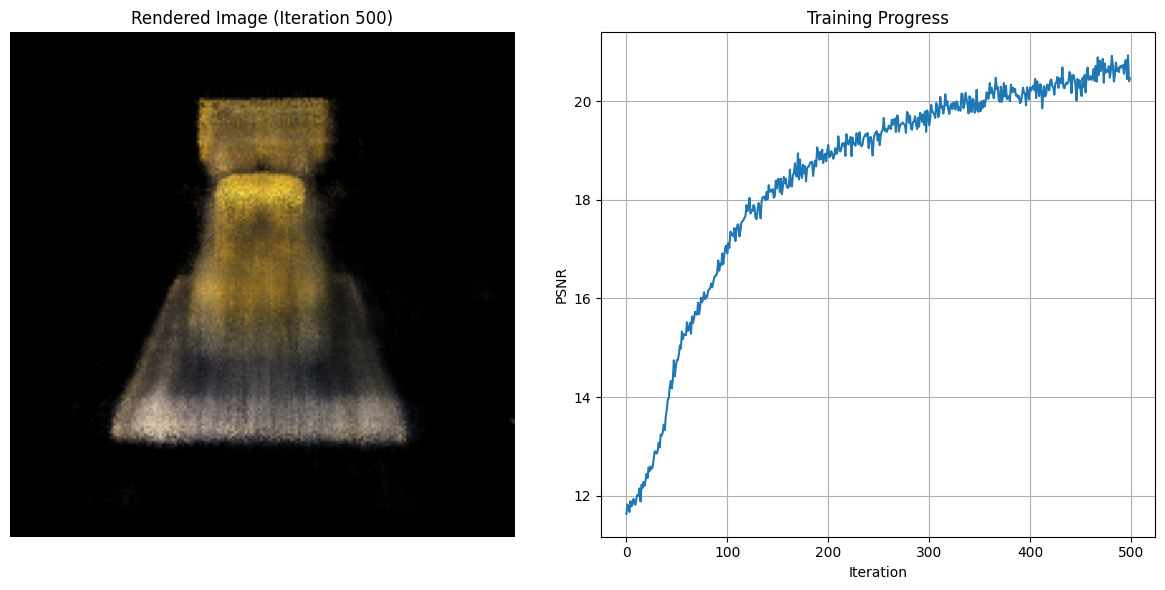 Rendered Image (Iteration 500)
Training Progress
PSNR
20
18
16
14
12
0 100 200 300 400 500
Iteration